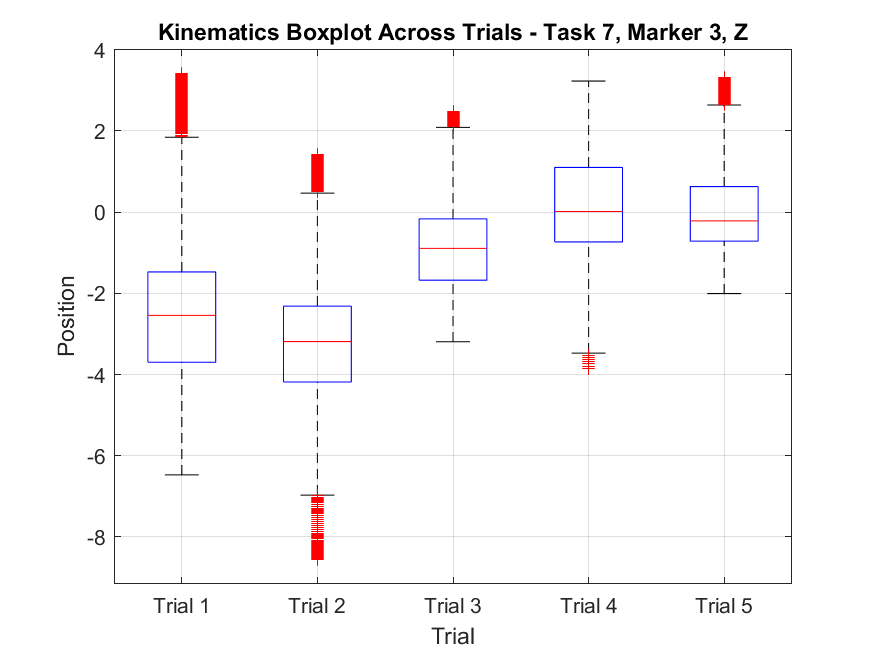 Kinematics Boxplot Across Trials - Task 7, Marker 3, Z
4
2
0
-2
-4
-6
-8
Position
Trial 1 Trial 2 Trial 3 Trial 4 Trial 5
Trial